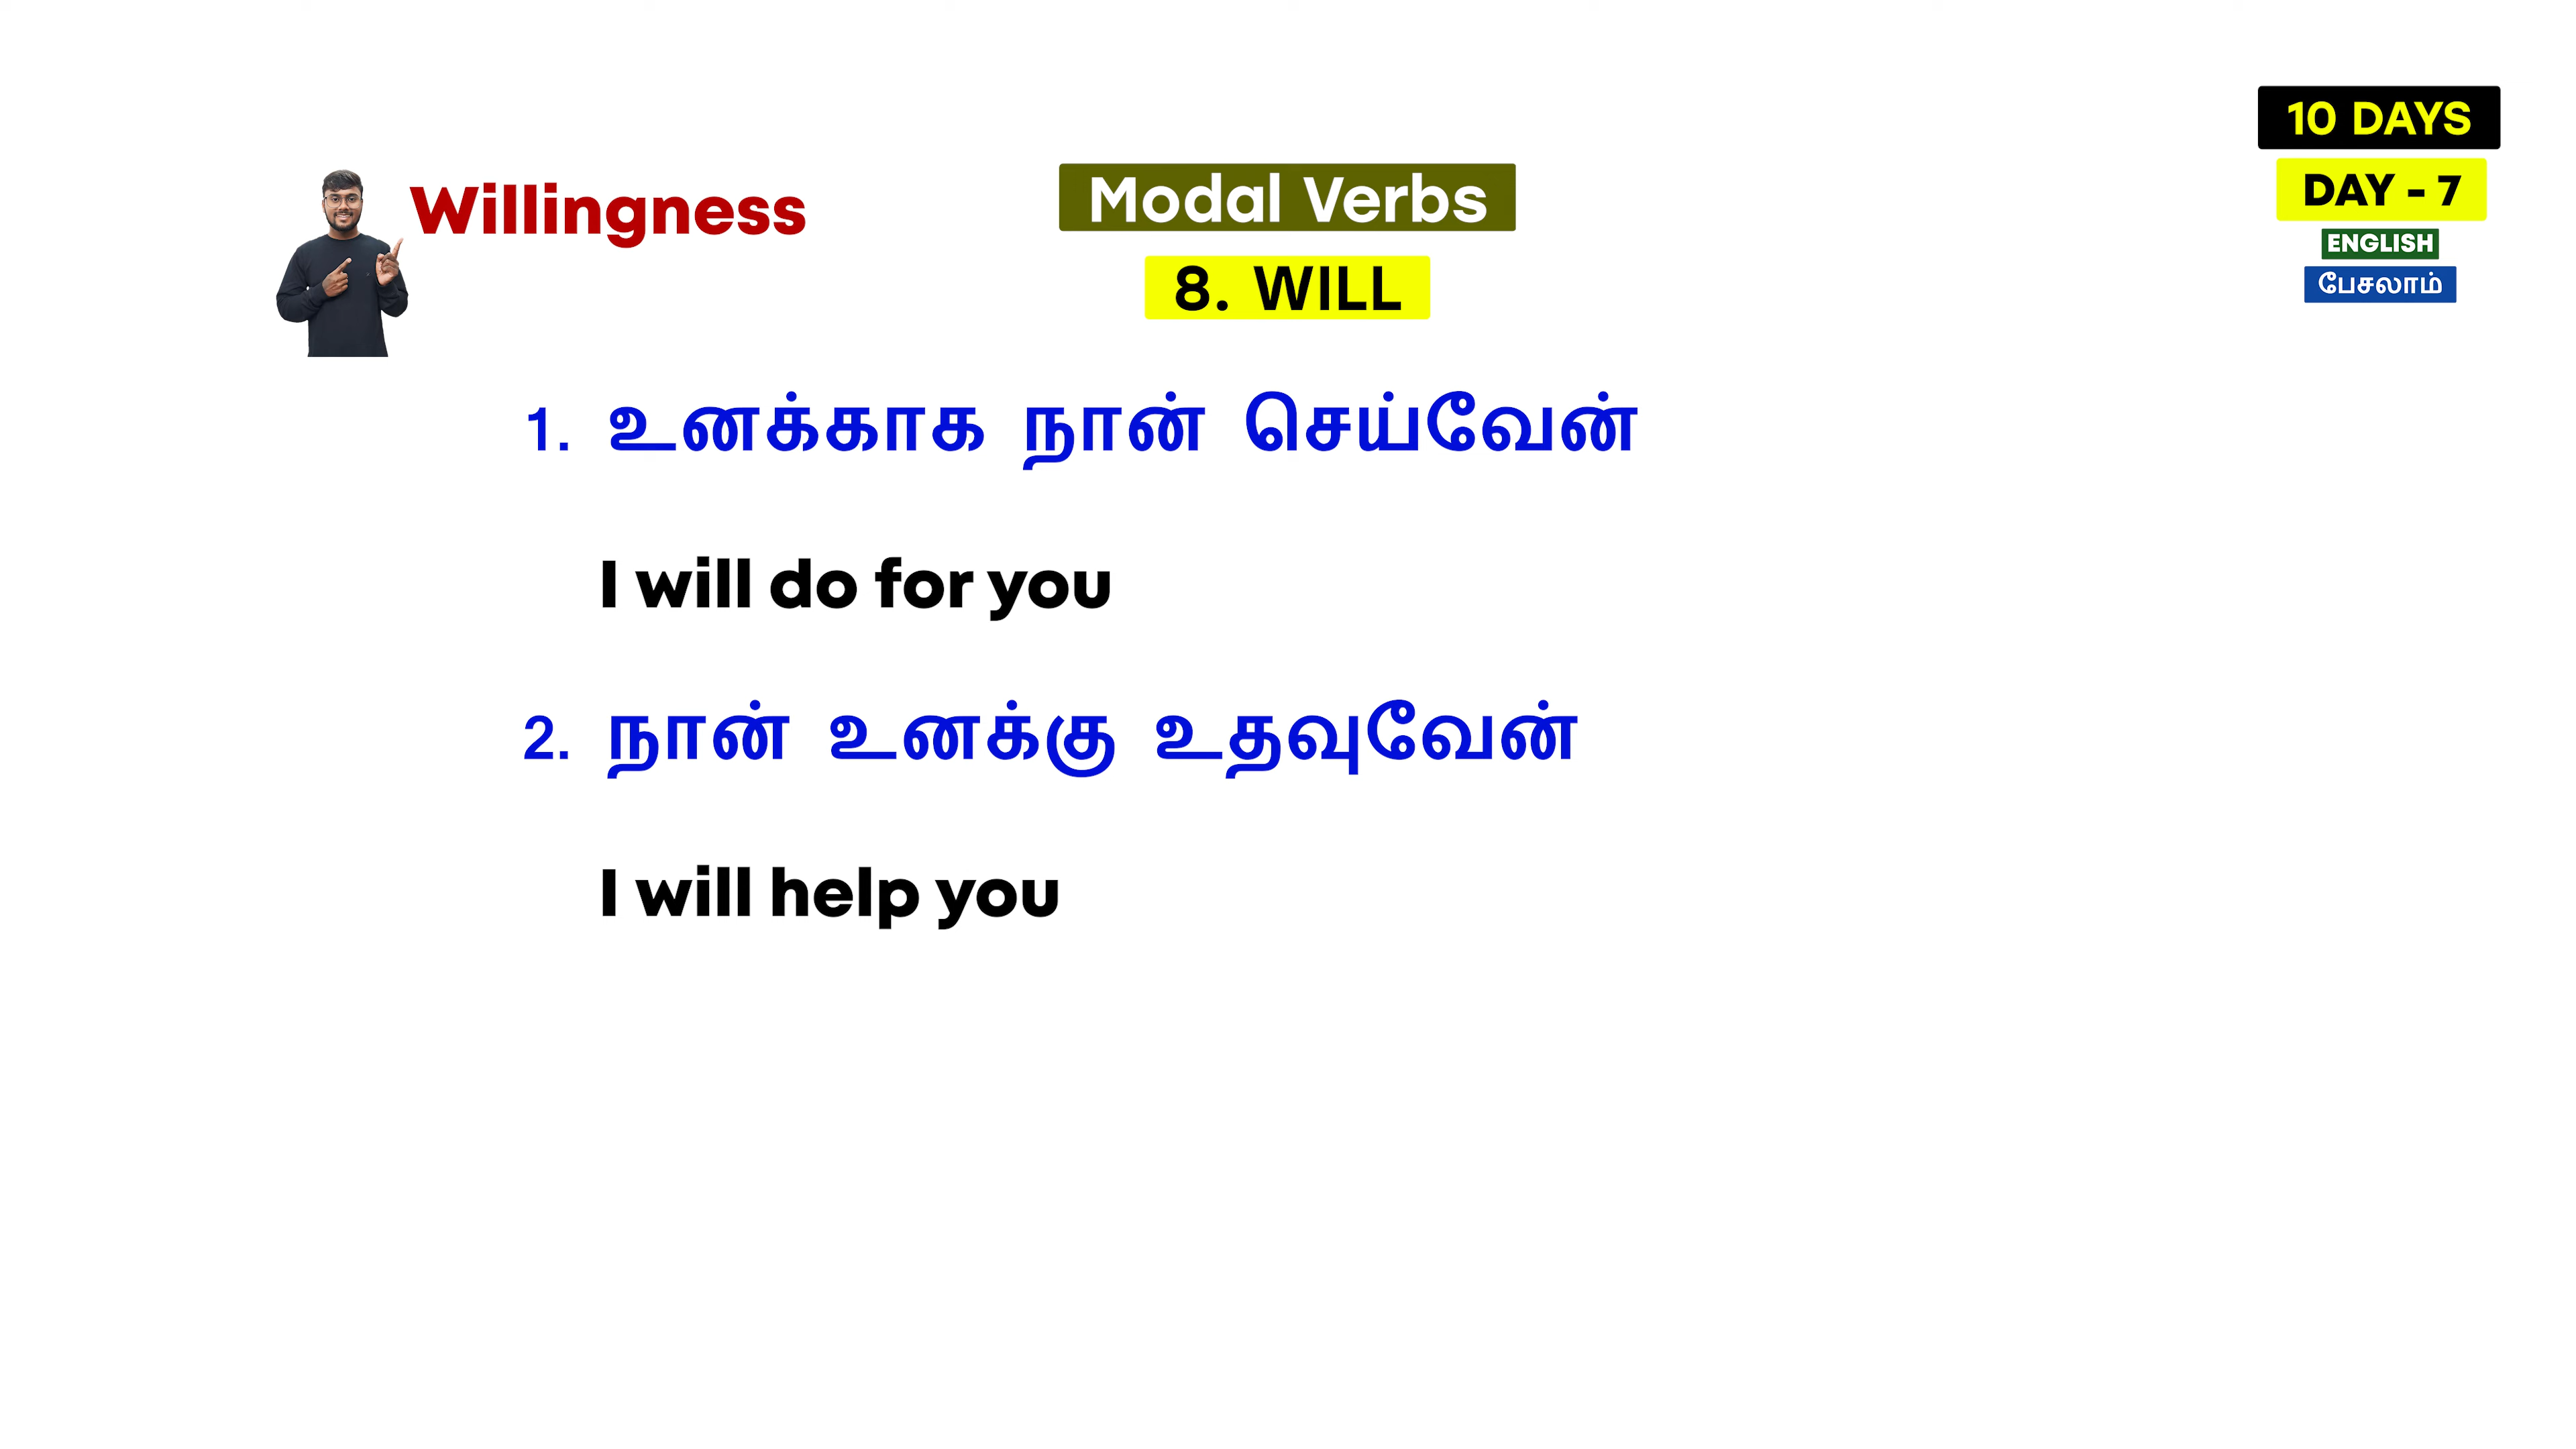 10 DAYS
DAY - 7
ENGLISH
பேசலாம்
Willingness
Modal Verbs
8. WILL
1. உனக்காக நான் செய்வேன்
I will do for you
2. நான் உனக்கு உதவுவேன்
I will help you